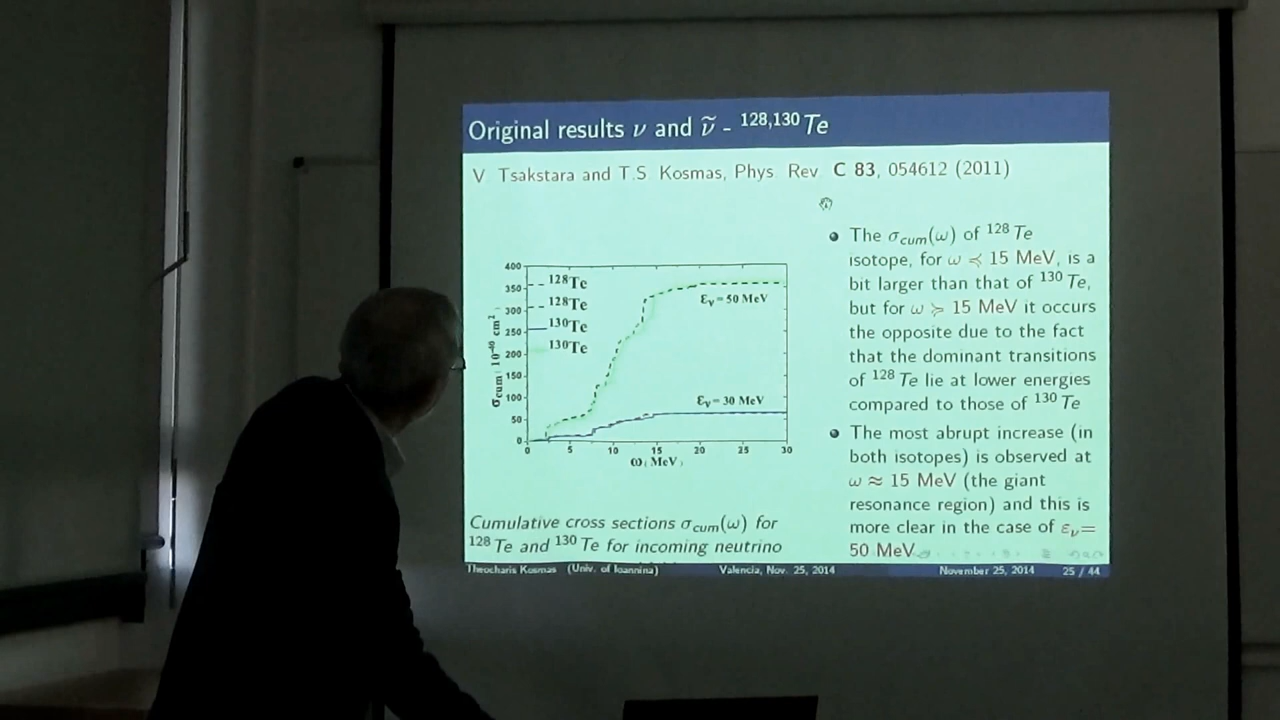 Original results ν and ν̃ - ¹²⁸,¹³⁰Te
V Tsakstara and T.S Kosmas, Phys Rev C 83, 054612 (2011)
400
350
300
250
200
150
100
50
0
σcum ( 10⁻⁴⁰ cm²
128Te
128Te
130Te
130Te
εν = 50 MeV
εν = 30 MeV
0 5 10 15 20 25 30
ω ( MeV )
Cumulative cross sections σcum(ω) for
¹²⁸Te and ¹³⁰Te for incoming neutrino
The σcum(ω) of ¹²⁸Te
isotope, for ω ≼ 15 MeV, is a
bit larger than that of ¹³⁰Te,
but for ω ≽ 15 MeV it occurs
the opposite due to the fact
that the dominant transitions
of ¹²⁸Te lie at lower energies
compared to those of ¹³⁰Te
The most abrupt increase (in
both isotopes) is observed at
ω ≈ 15 MeV (the giant
resonance region) and this is
more clear in the case of εν=
50 MeV
Theocharis Kosmas (Univ. of Ioannina) Valencia, Nov. 25, 2014 November 25, 2014 25 / 44